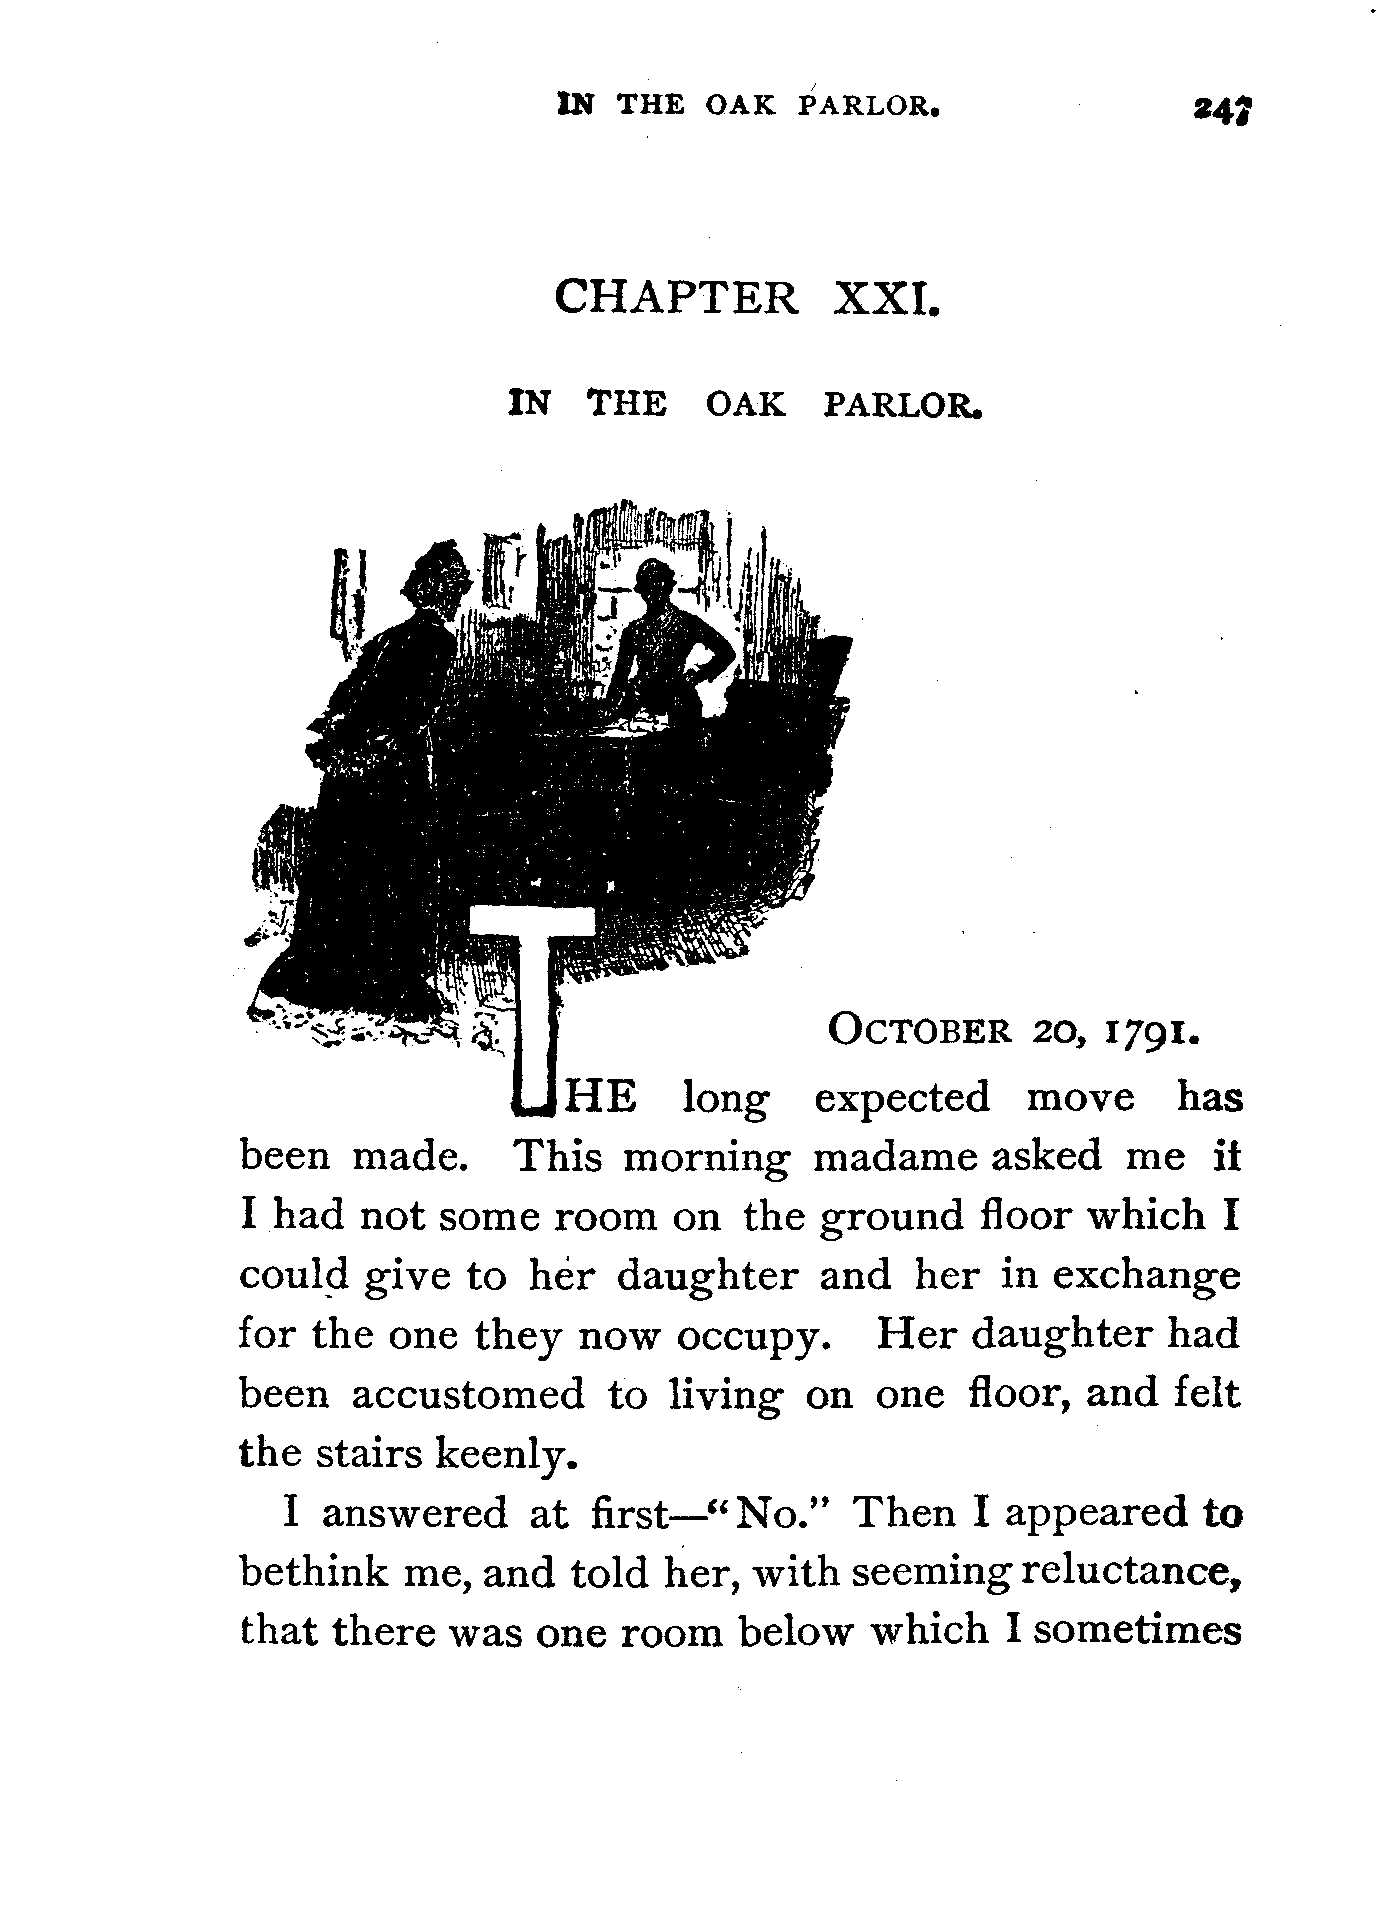 IN THE OAK PARLOR. 247
CHAPTER XXI.
IN THE OAK PARLOR.
OCTOBER 20, 1791.
THE long expected move has
been made. This morning madame asked me if
I had not some room on the ground floor which I
could give to her daughter and her in exchange
for the one they now occupy. Her daughter had
been accustomed to living on one floor, and felt
the stairs keenly.
I answered at first—“No.” Then I appeared to
bethink me, and told her, with seeming reluctance,
that there was one room below which I sometimes